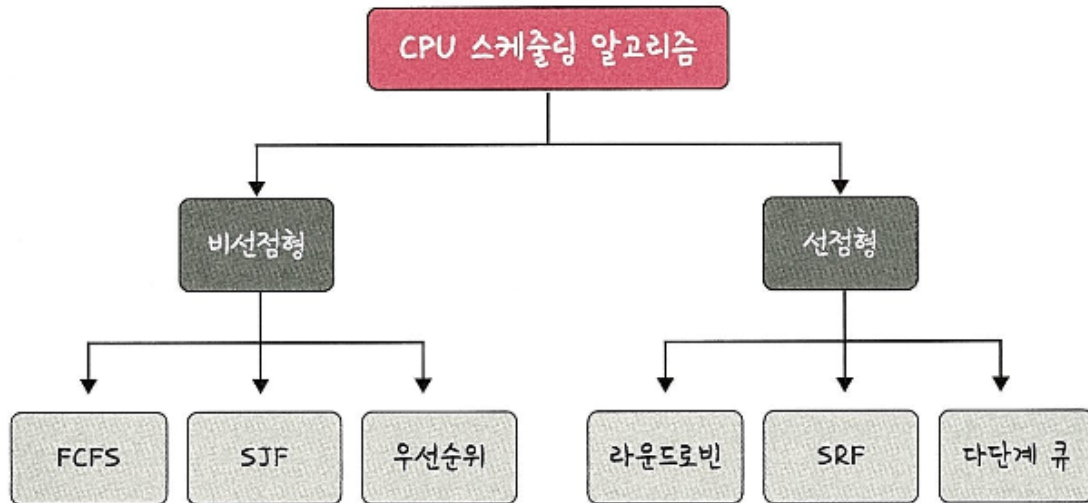 CPU 스케줄링 알고리즘
비선점형
선점형
FCFS
SJF
우선순위
라운드로빈
SRF
다단계 큐